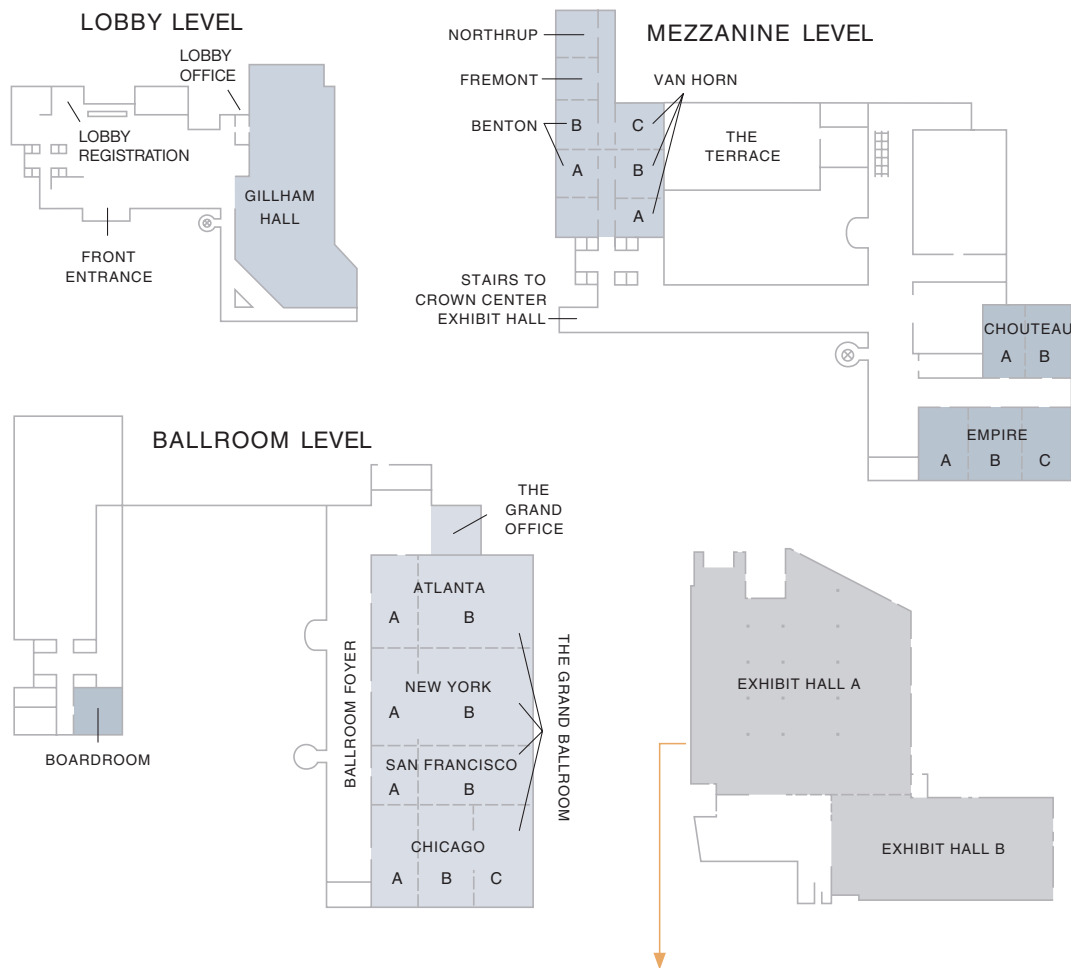 LOBBY LEVEL
LOBBY
OFFICE
LOBBY
REGISTRATION
GILLHAM
HALL
FRONT
ENTRANCE
MEZZANINE LEVEL
NORTHRUP
FREMONT
BENTON
B
A
VAN HORN
C
B
A
THE
TERRACE
STAIRS TO
CROWN CENTER
EXHIBIT HALL
CHOUTEAU
A B
EMPIRE
A B C
BALLROOM LEVEL
THE
GRAND
OFFICE
ATLANTA
A B
NEW YORK
A B
SAN FRANCISCO
A B
CHICAGO
A B C
BALLROOM FOYER
THE GRAND BALLROOM
BOARDROOM
EXHIBIT HALL A
EXHIBIT HALL B